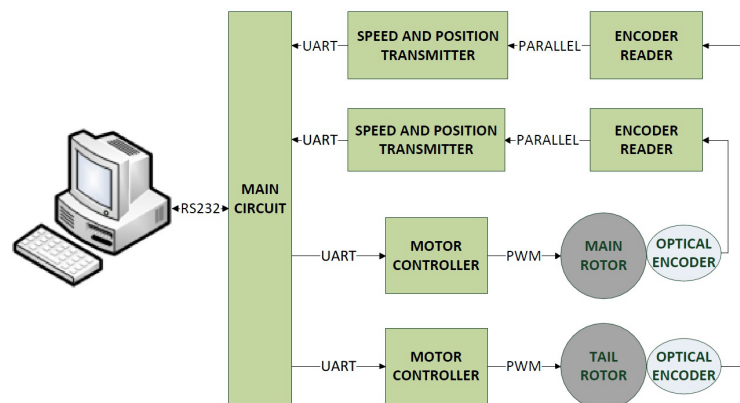 SPEED AND POSITION
TRANSMITTER
ENCODER
READER
UART
PARALLEL
SPEED AND POSITION
TRANSMITTER
ENCODER
READER
UART
PARALLEL
MAIN
CIRCUIT
RS232
MOTOR
CONTROLLER
MAIN
ROTOR
OPTICAL
ENCODER
UART
PWM
MOTOR
CONTROLLER
TAIL
ROTOR
OPTICAL
ENCODER
UART
PWM